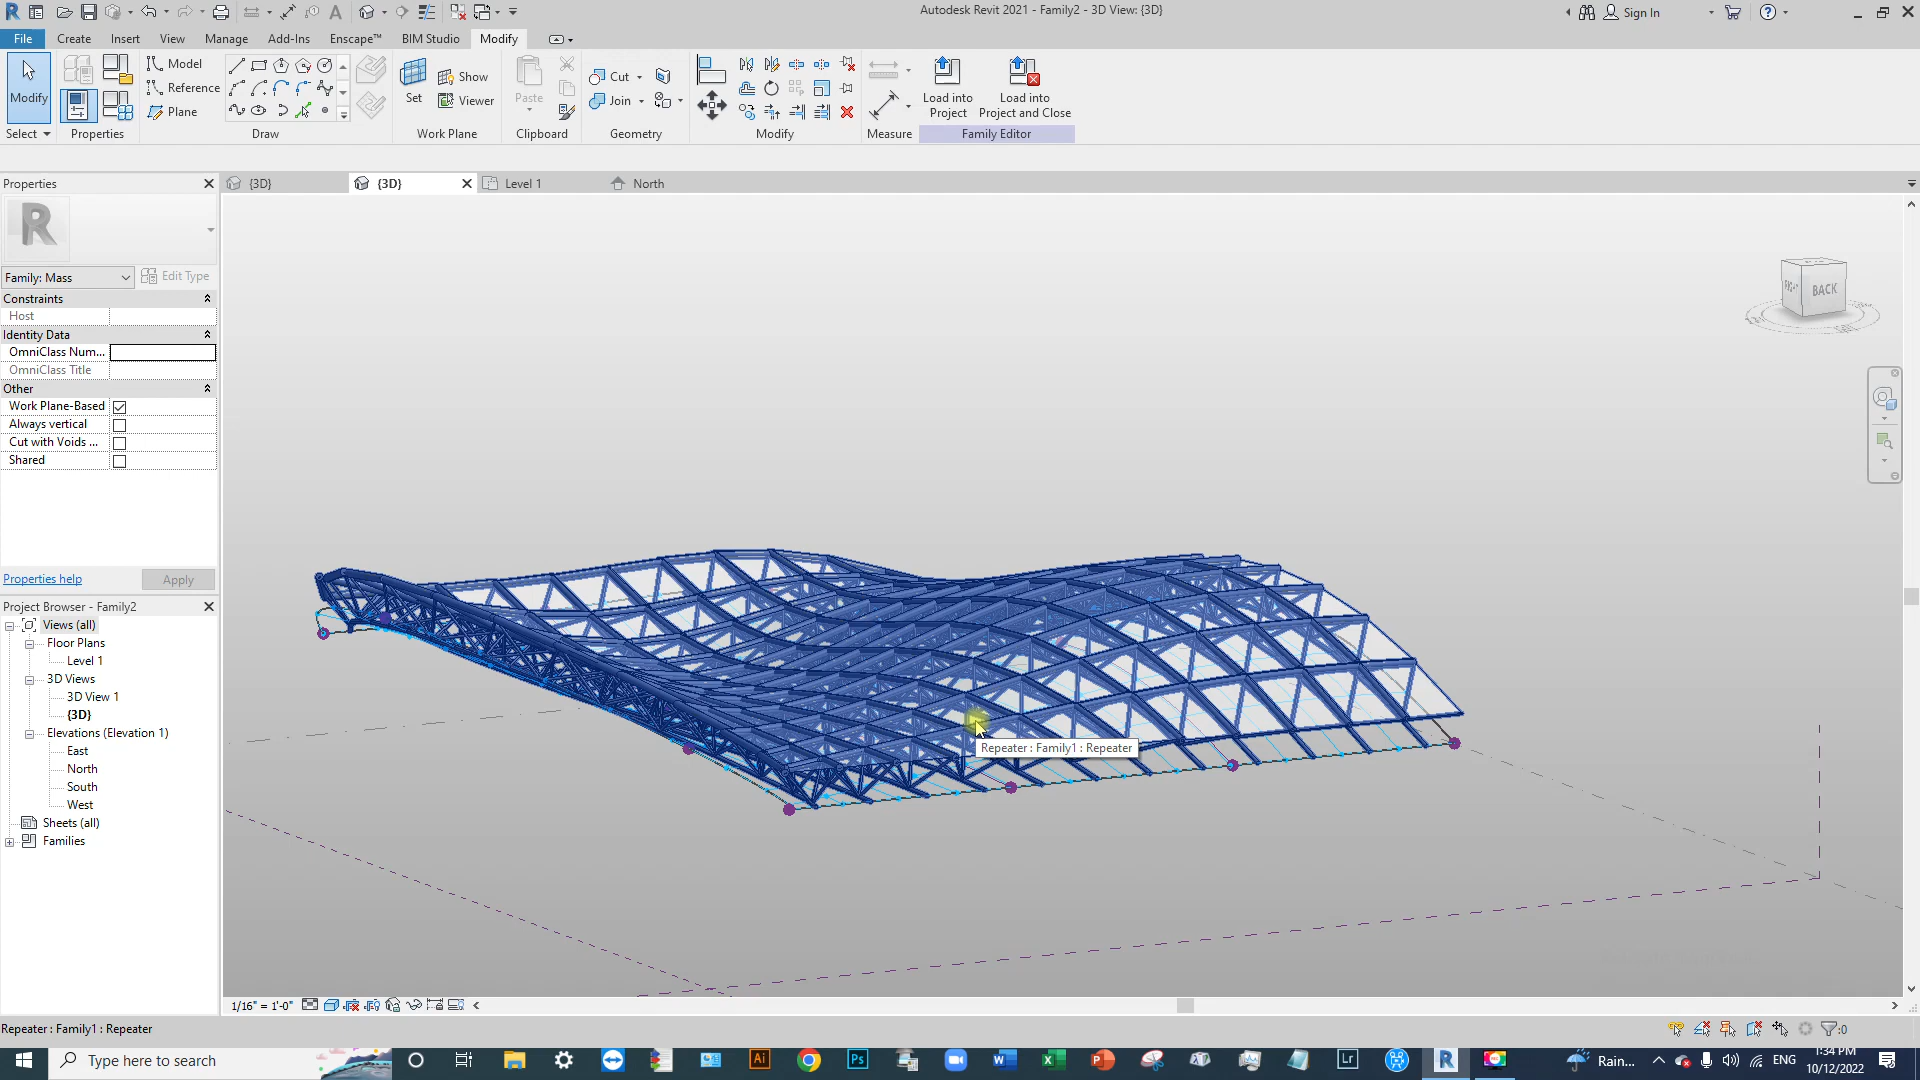 Autodesk Revit 2021 - Family2 - 3D View: {3D}
Sign In
File Create Insert View Manage Add-Ins Enscape™ BIM Studio Modify
Modify
Select
Properties
Model
Reference
Plane
Draw
Set
Show
Viewer
Work Plane
Paste
Clipboard
Cut
Join
Geometry
Modify
Measure
Load into
Project
Load into
Project and Close
Family Editor
Properties
{3D}
{3D}
Level 1
North
R
Family: Mass
Edit Type
Constraints
Host
Identity Data
OmniClass Num...
OmniClass Title
Other
Work Plane-Based
Always vertical
Cut with Voids ...
Shared
Properties help
Apply
Project Browser - Family2
Views (all)
Floor Plans
Level 1
3D Views
3D View 1
{3D}
Elevations (Elevation 1)
East
North
South
West
Sheets (all)
Families
RIGHT
BACK
Repeater : Family1 : Repeater
1/16" = 1'-0"
Repeater : Family1 : Repeater
:0
Type here to search
Rain...
ENG
1:34 PM
10/12/2022